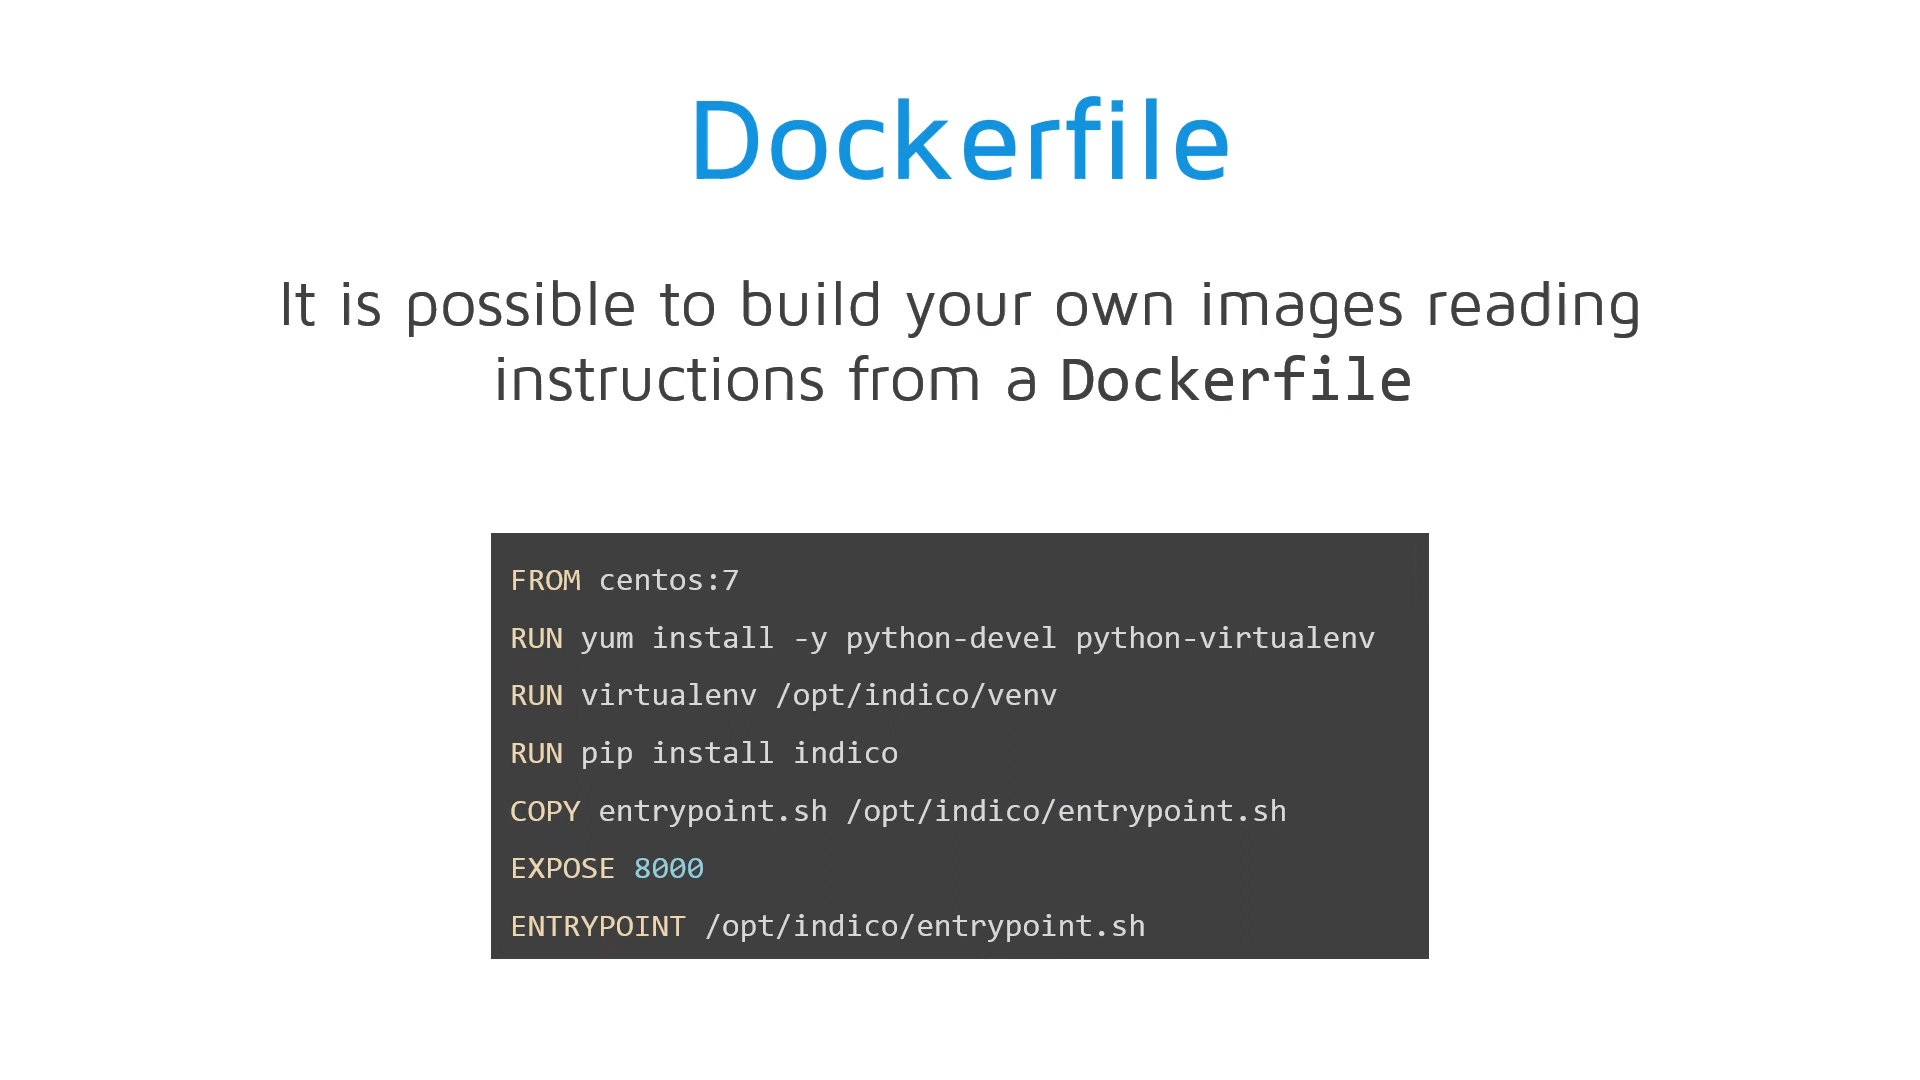 Dockerfile
It is possible to build your own images reading
instructions from a Dockerfile
FROM centos:7
RUN yum install -y python-devel python-virtualenv
RUN virtualenv /opt/indico/venv
RUN pip install indico
COPY entrypoint.sh /opt/indico/entrypoint.sh
EXPOSE 8000
ENTRYPOINT /opt/indico/entrypoint.sh